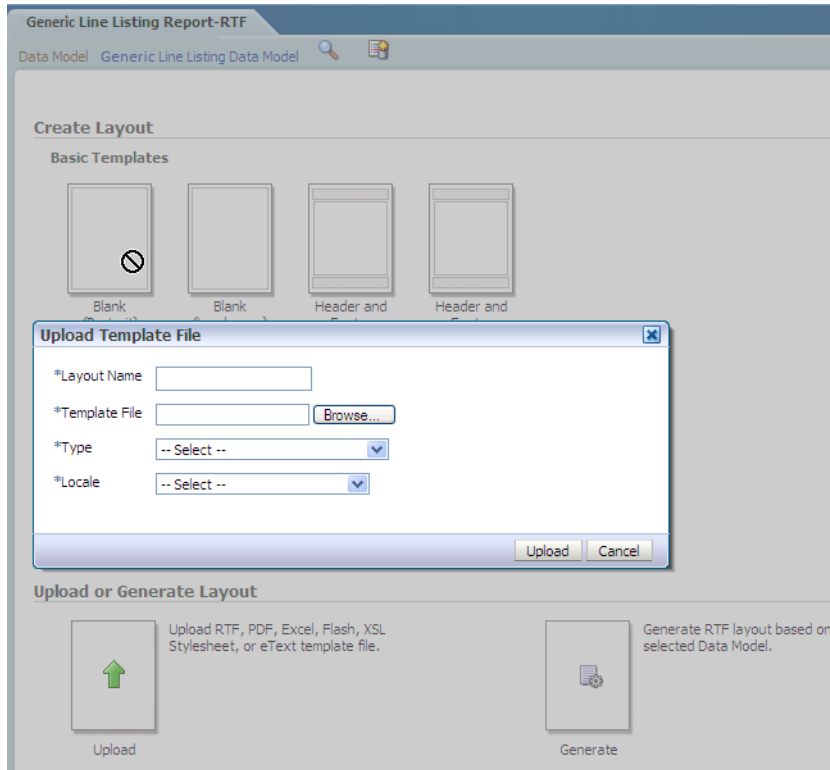 Generic Line Listing Report-RTF
Data Model Generic Line Listing Data Model
Create Layout
Basic Templates
Blank
Blank
Header and
Header and
Upload Template File
*Layout Name
*Template File
Browse...
*Type
-- Select --
*Locale
-- Select --
Upload
Cancel
Upload or Generate Layout
Upload RTF, PDF, Excel, Flash, XSL
Stylesheet, or eText template file.
Upload
Generate RTF layout based on
selected Data Model.
Generate